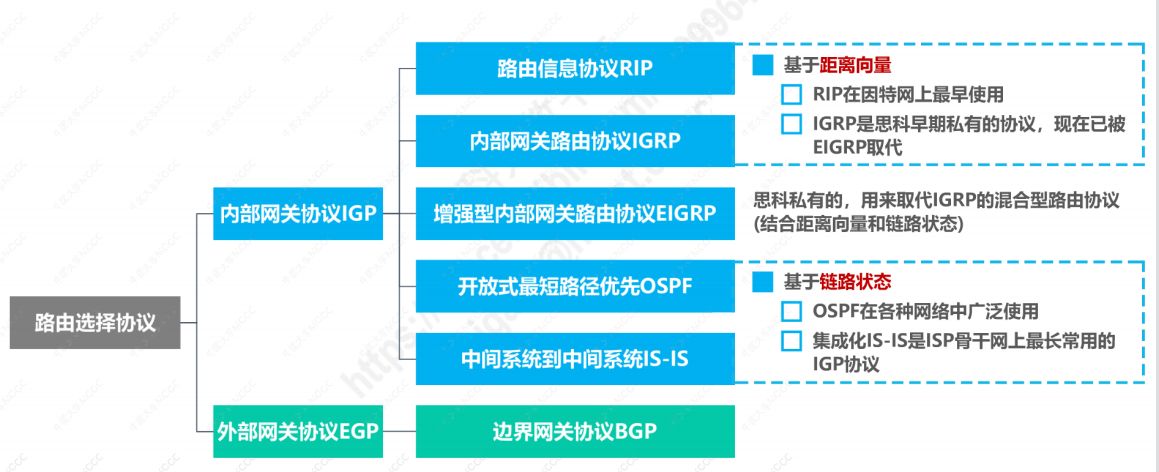 路由选择协议
内部网关协议IGP
路由信息协议RIP
内部网关路由协议IGRP
增强型内部网关路由协议EIGRP
开放式最短路径优先OSPF
中间系统到中间系统IS-IS
基于距离向量
RIP在因特网上最早使用
IGRP是思科早期私有的协议，现在已被
EIGRP取代
思科私有的，用来取代IGRP的混合型路由协议
(结合距离向量和链路状态)
基于链路状态
OSPF在各种网络中广泛使用
集成化IS-IS是ISP骨干网上最长常用的
IGP协议
外部网关协议EGP
边界网关协议BGP